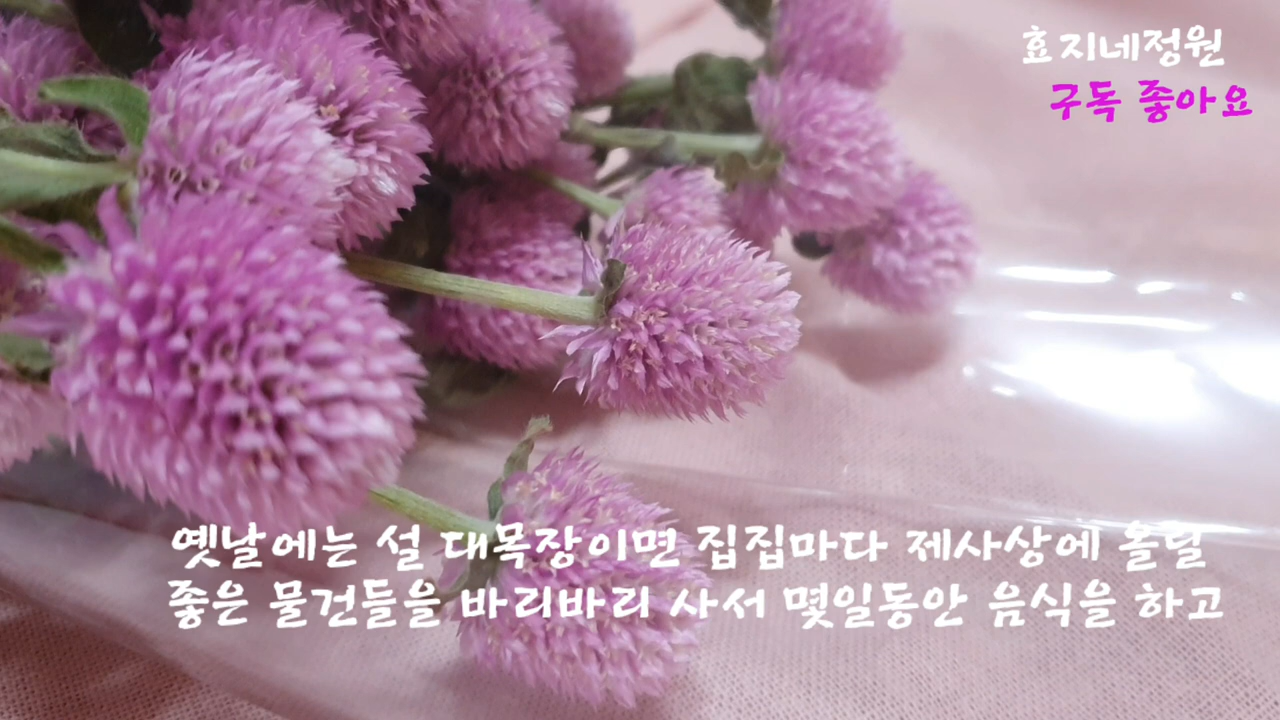 효지네정원
구독 좋아요
옛날에는 설 대목장이면 집집마다 제사상에 올릴
좋은 물건들을 바리바리 사서 몇일동안 음식을 하고